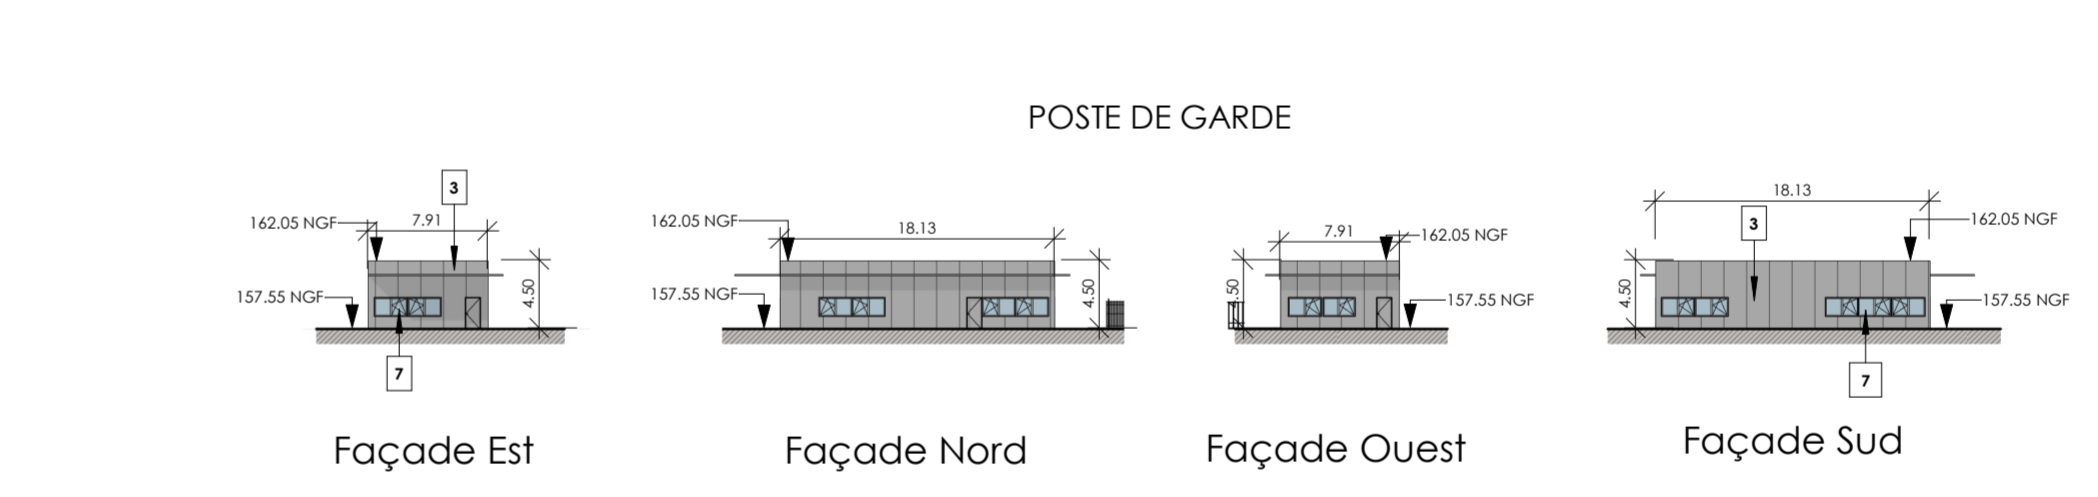 POSTE DE GARDE
3
162.05 NGF
7.91
157.55 NGF
4.50
7
Façade Est
162.05 NGF
18.13
157.55 NGF
4.50
Façade Nord
7.91
162.05 NGF
.50
157.55 NGF
Façade Ouest
18.13
3
162.05 NGF
4.50
157.55 NGF
7
Façade Sud